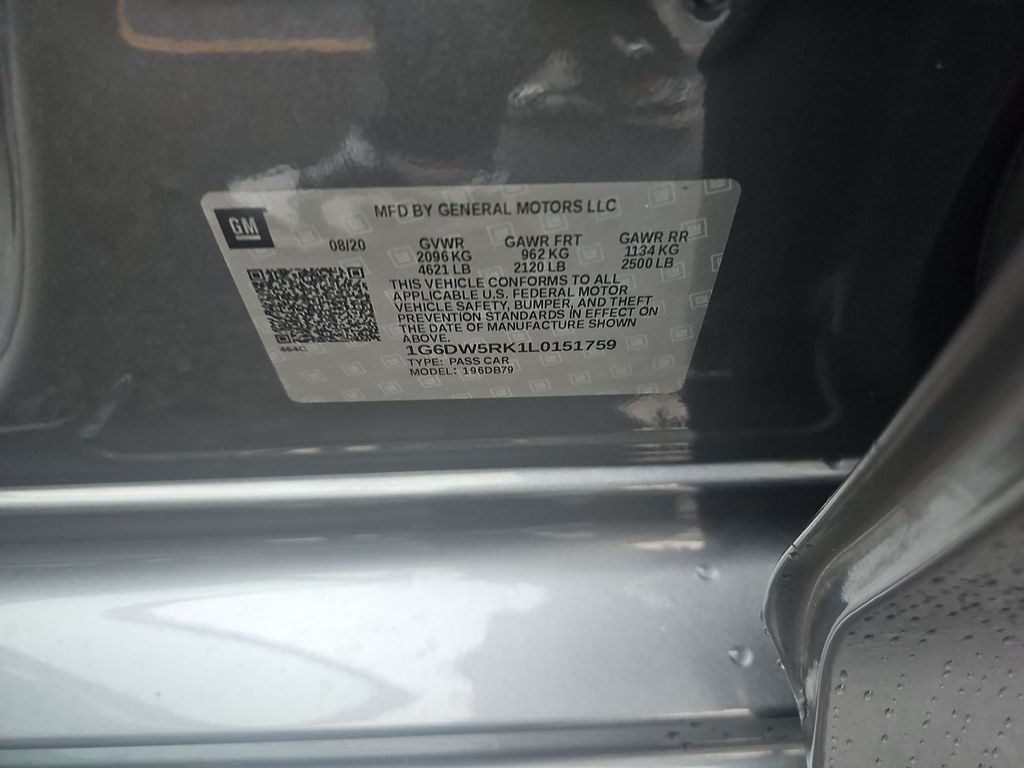 GM
MFD BY GENERAL MOTORS LLC
08/20 GVWR GAWR FRT GAWR RR
2096 KG 962 KG 1134 KG
4621 LB 2120 LB 2500 LB
THIS VEHICLE CONFORMS TO ALL
APPLICABLE U.S. FEDERAL MOTOR
VEHICLE SAFETY, BUMPER, AND THEFT
PREVENTION STANDARDS IN EFFECT ON
THE DATE OF MANUFACTURE SHOWN
ABOVE.
464C
1G6DW5RK1L0151759
TYPE: PASS CAR
MODEL: 196DB79